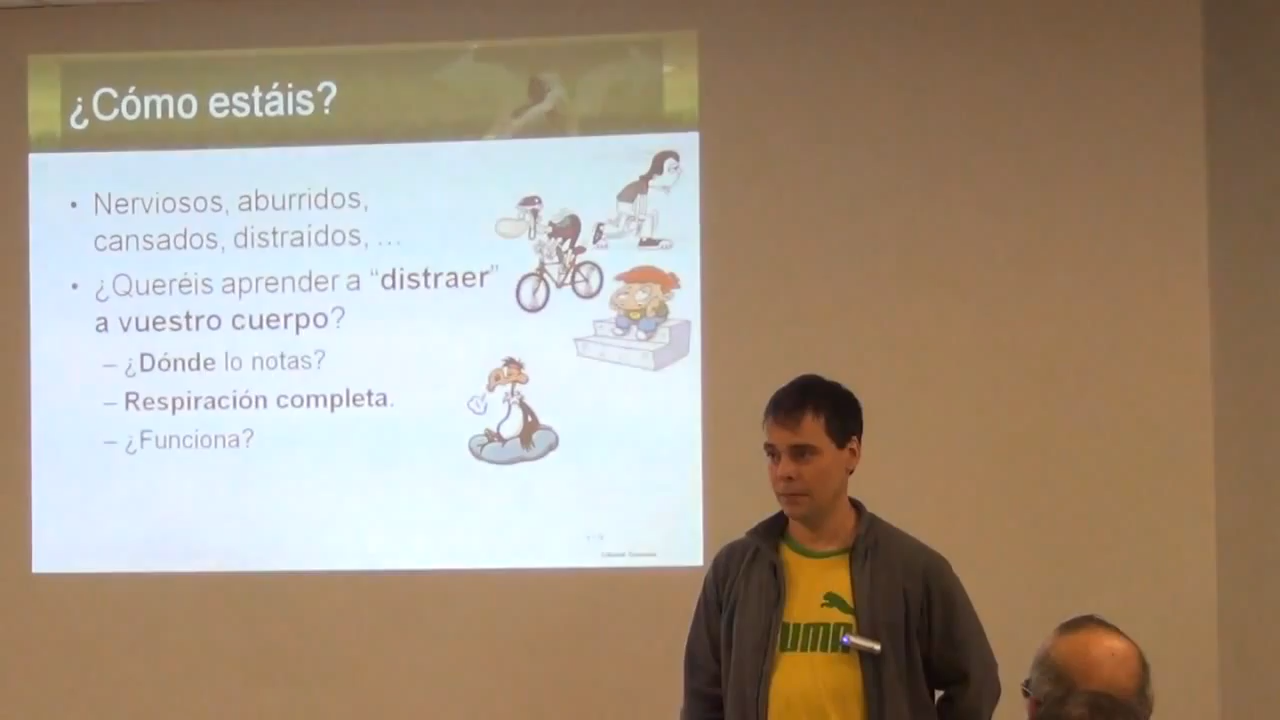 ¿Cómo estáis?
• Nerviosos, aburridos,
cansados, distraídos, ...
• ¿Queréis aprender a “distraer”
a vuestro cuerpo?
– ¿Dónde lo notas?
– Respiración completa.
– ¿Funciona?
PUMA